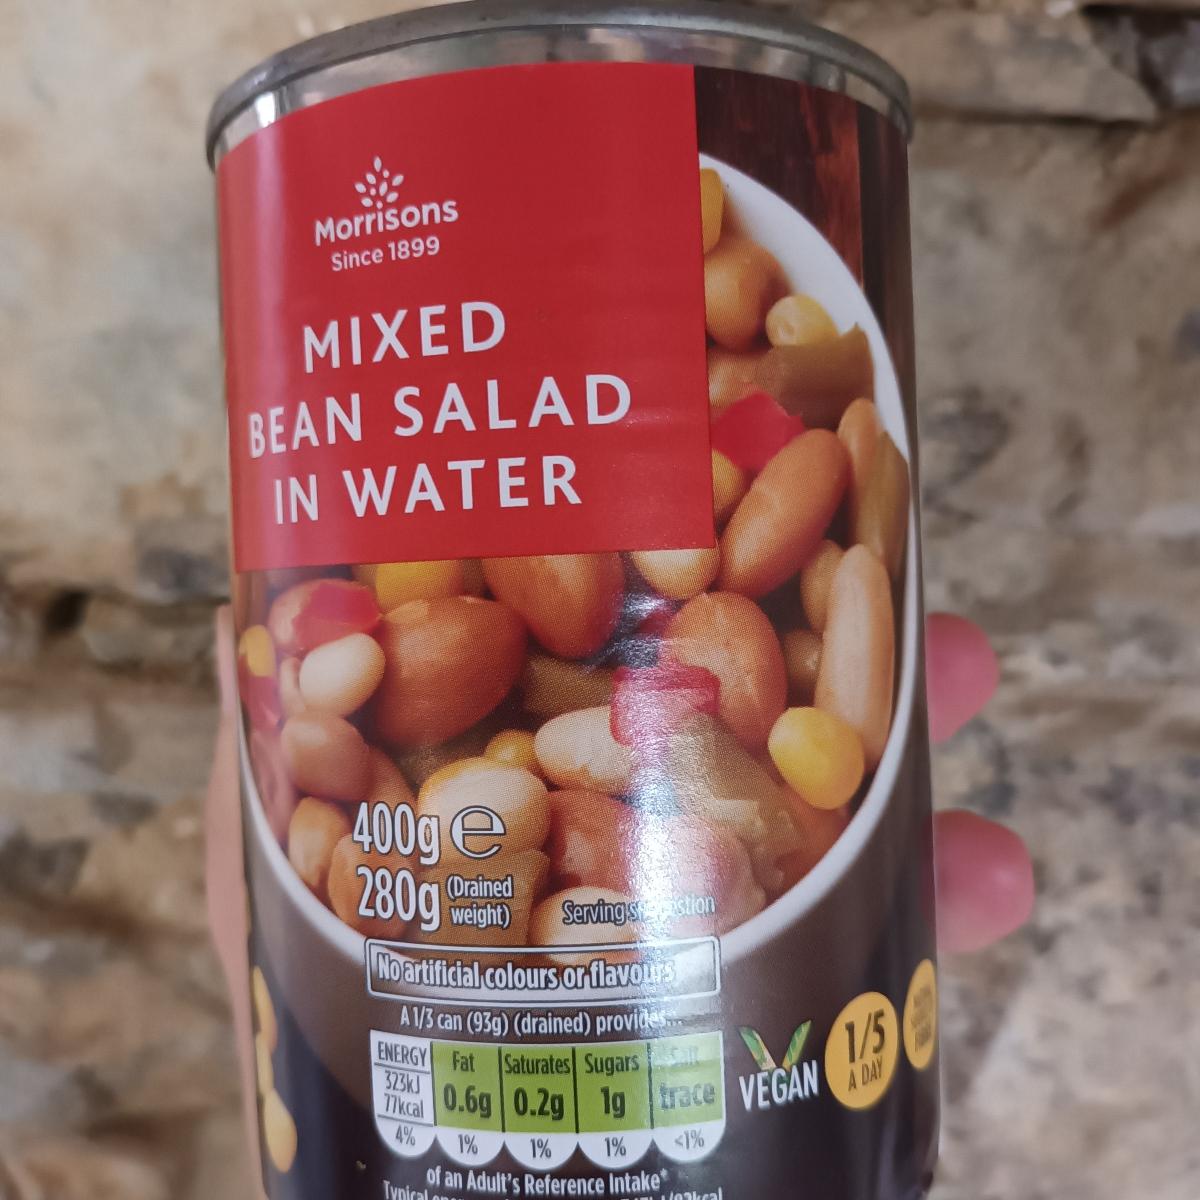 Morrisons
Since 1899
MIXED
BEAN SALAD
IN WATER
400g e
280g (Drained weight)
Serving suggestion
No artificial colours or flavours
A 1/3 can (93g) (drained) provides...
ENERGY 323kJ 77kcal 4%
Fat 0.6g 1%
Saturates 0.2g 1%
Sugars 1g 1%
Salt trace <1%
of an Adult's Reference Intake*
VEGAN
1/5
A DAY